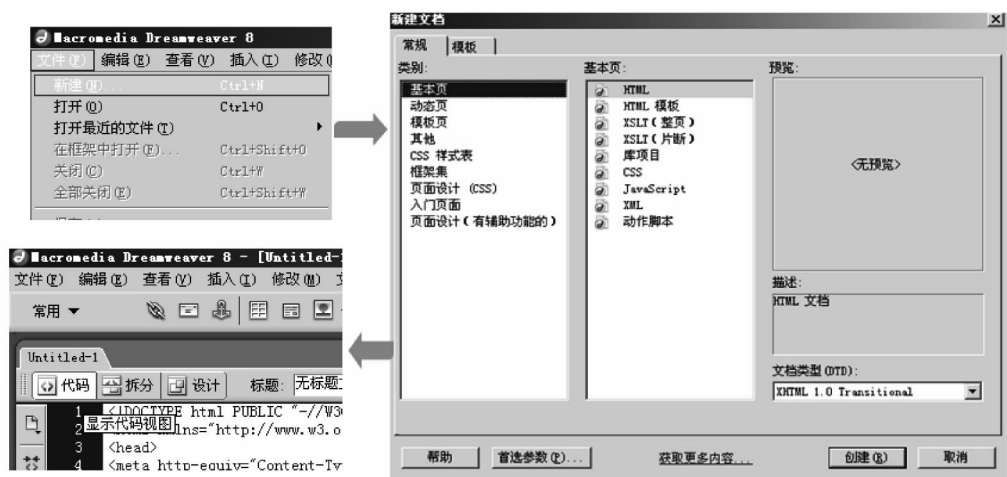 Macromedia Dreamweaver 8
文件(F) 编辑(E) 查看(V) 插入(I) 修改(
新建(N)... Ctrl+N
打开(O) Ctrl+O
打开最近的文件(T)
在框架中打开(F)... Ctrl+Shift+O
关闭(C) Ctrl+W
全部关闭(E) Ctrl+Shift+W
新建文档
常规 模板
类别:
基本页
动态页
模板页
其他
CSS 样式表
框架集
页面设计 (CSS)
入门页面
页面设计(有辅助功能的)
基本页:
HTML
HTML 模板
XSLT(整页)
XSLT(片断)
库项目
CSS
JavaScript
XML
动作脚本
预览:
<无预览>
描述:
HTML 文档
文档类型(DTD):
XHTML 1.0 Transitional
帮助 首选参数(P)... 获取更多内容... 创建(R) 取消
Macromedia Dreamweaver 8 - [Untitled-
文件(F) 编辑(E) 查看(V) 插入(I) 修改(M)
常用
Untitled-1
代码 拆分 设计 标题: 无标题
1 <!DOCTYPE html PUBLIC "-//W3
显示代码视图
2 xmlns="http://www.w3.o
3 <head>
4 <meta http-equiv="Content-Ty